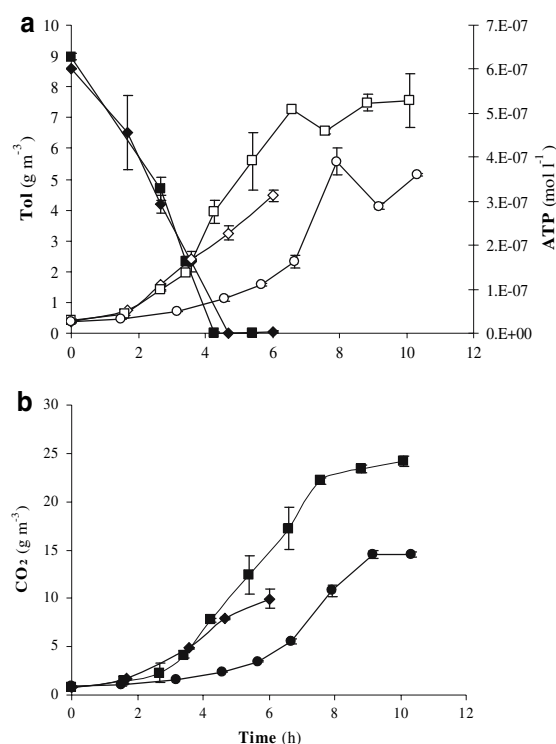 a
10
9
8
7
6
5
4
3
2
1
0
Tol (g m⁻³)
7.E-07
6.E-07
5.E-07
4.E-07
3.E-07
2.E-07
1.E-07
0.E+00
ATP (mol l⁻¹)
0 2 4 6 8 10 12
b
30
25
20
15
10
5
0
CO₂ (g m⁻³)
0 2 4 6 8 10 12
Time (h)